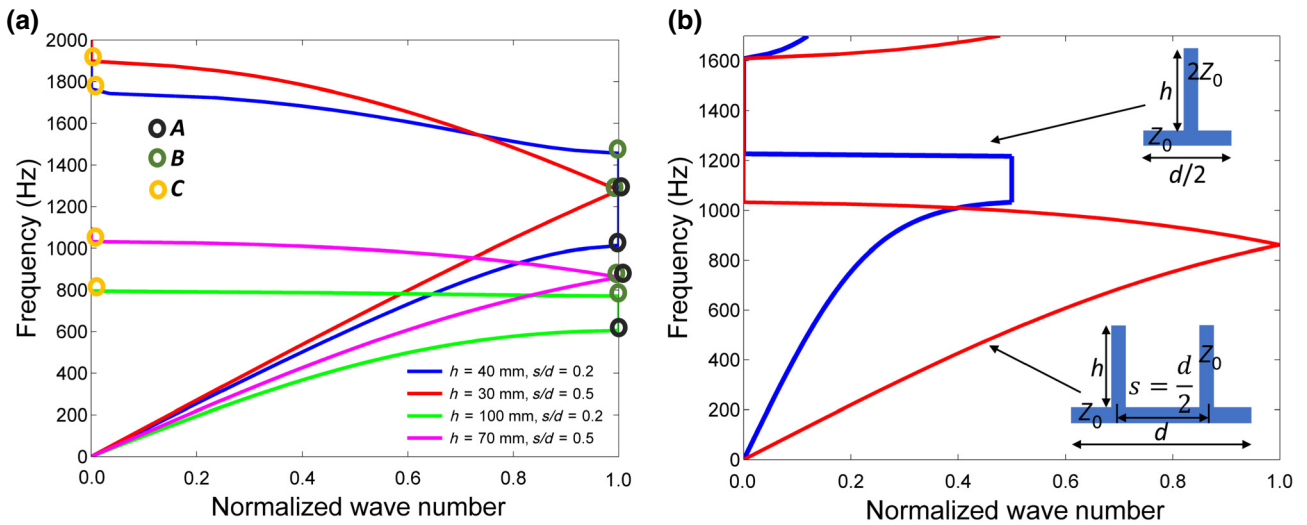 (a)
2000
1800
1600
1400
1200
1000
800
600
400
200
0
Frequency (Hz)
A
B
C
h = 40 mm, s/d = 0.2
h = 30 mm, s/d = 0.5
h = 100 mm, s/d = 0.2
h = 70 mm, s/d = 0.5
0.0 0.2 0.4 0.6 0.8 1.0
Normalized wave number
(b)
1600
1400
1200
1000
800
600
400
200
0
Frequency (Hz)
2Z₀
h
Z₀
d/2
h
Z₀
s = d/2
Z₀
d
0.0 0.2 0.4 0.6 0.8 1.0
Normalized wave number